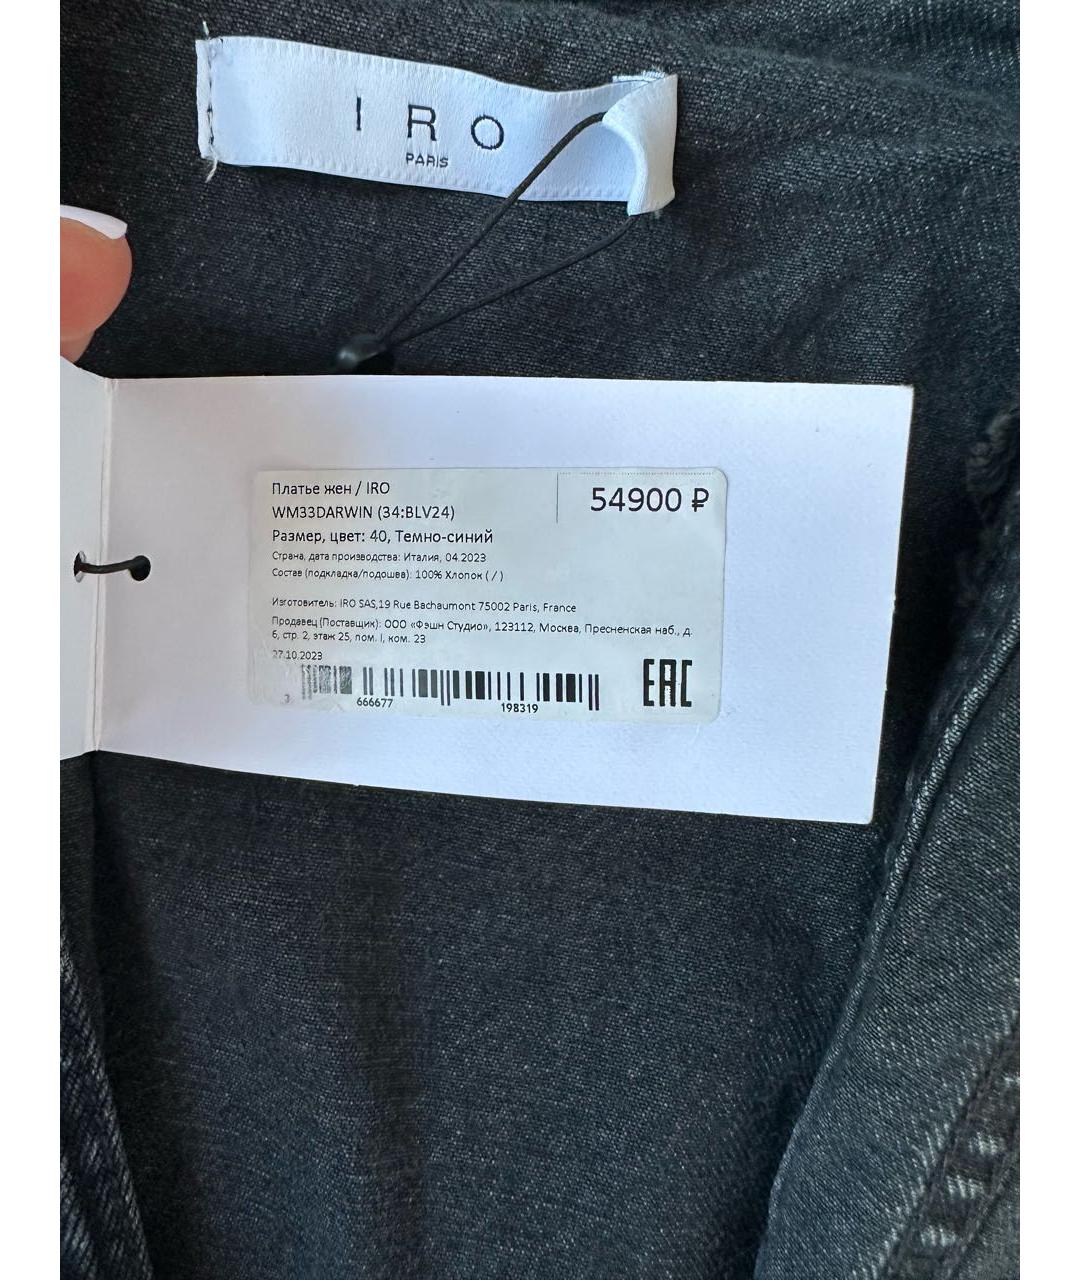 IRO
PARIS
Платье жен / IRO
54900 ₽
WM33DARWIN (34:BLV24)
Размер, цвет: 40, Темно-синий
Страна, дата производства: Италия, 04.2023
Состав (подкладка/подошва): 100% Хлопок ( / )
Изготовитель: IRO SAS,19 Rue Bachaumont 75002 Paris, France
Продавец (Поставщик): ООО «Фэшн Студио», 123112, Москва, Пресненская наб., д.
6, стр. 2, этаж 25, пом. I, ком. 23
27.10.2023
3 666677 198319
EAC